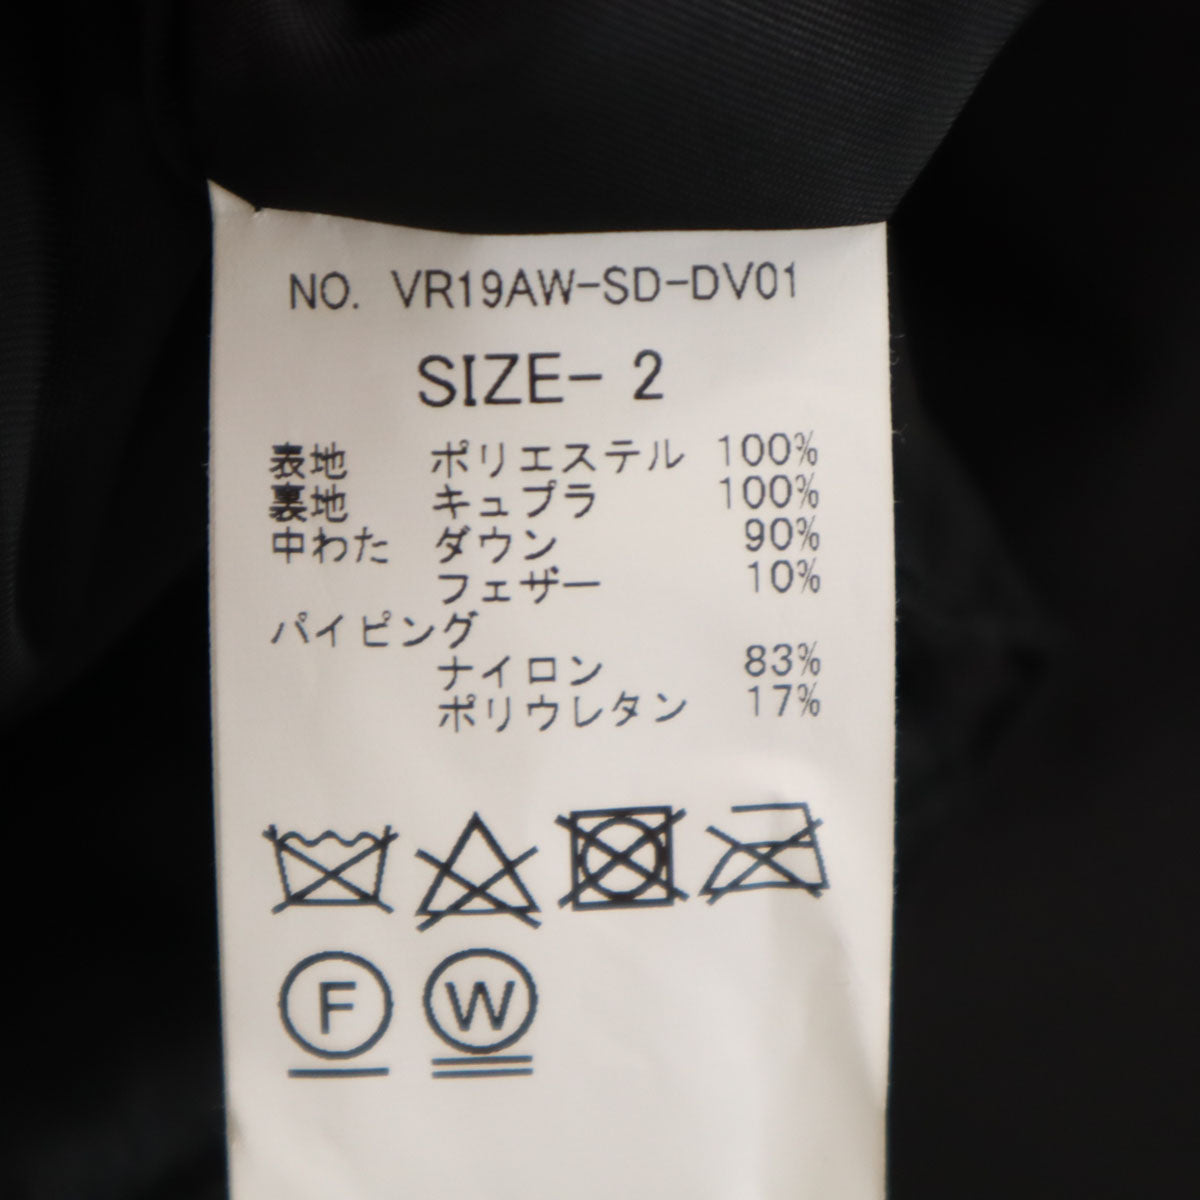 NO. VR19AW-SD-DV01
SIZE- 2
表地 ポリエステル 100%
裏地 キュプラ 100%
中わた ダウン 90%
フェザー 10%
パイピング
ナイロン 83%
ポリウレタン 17%
F W